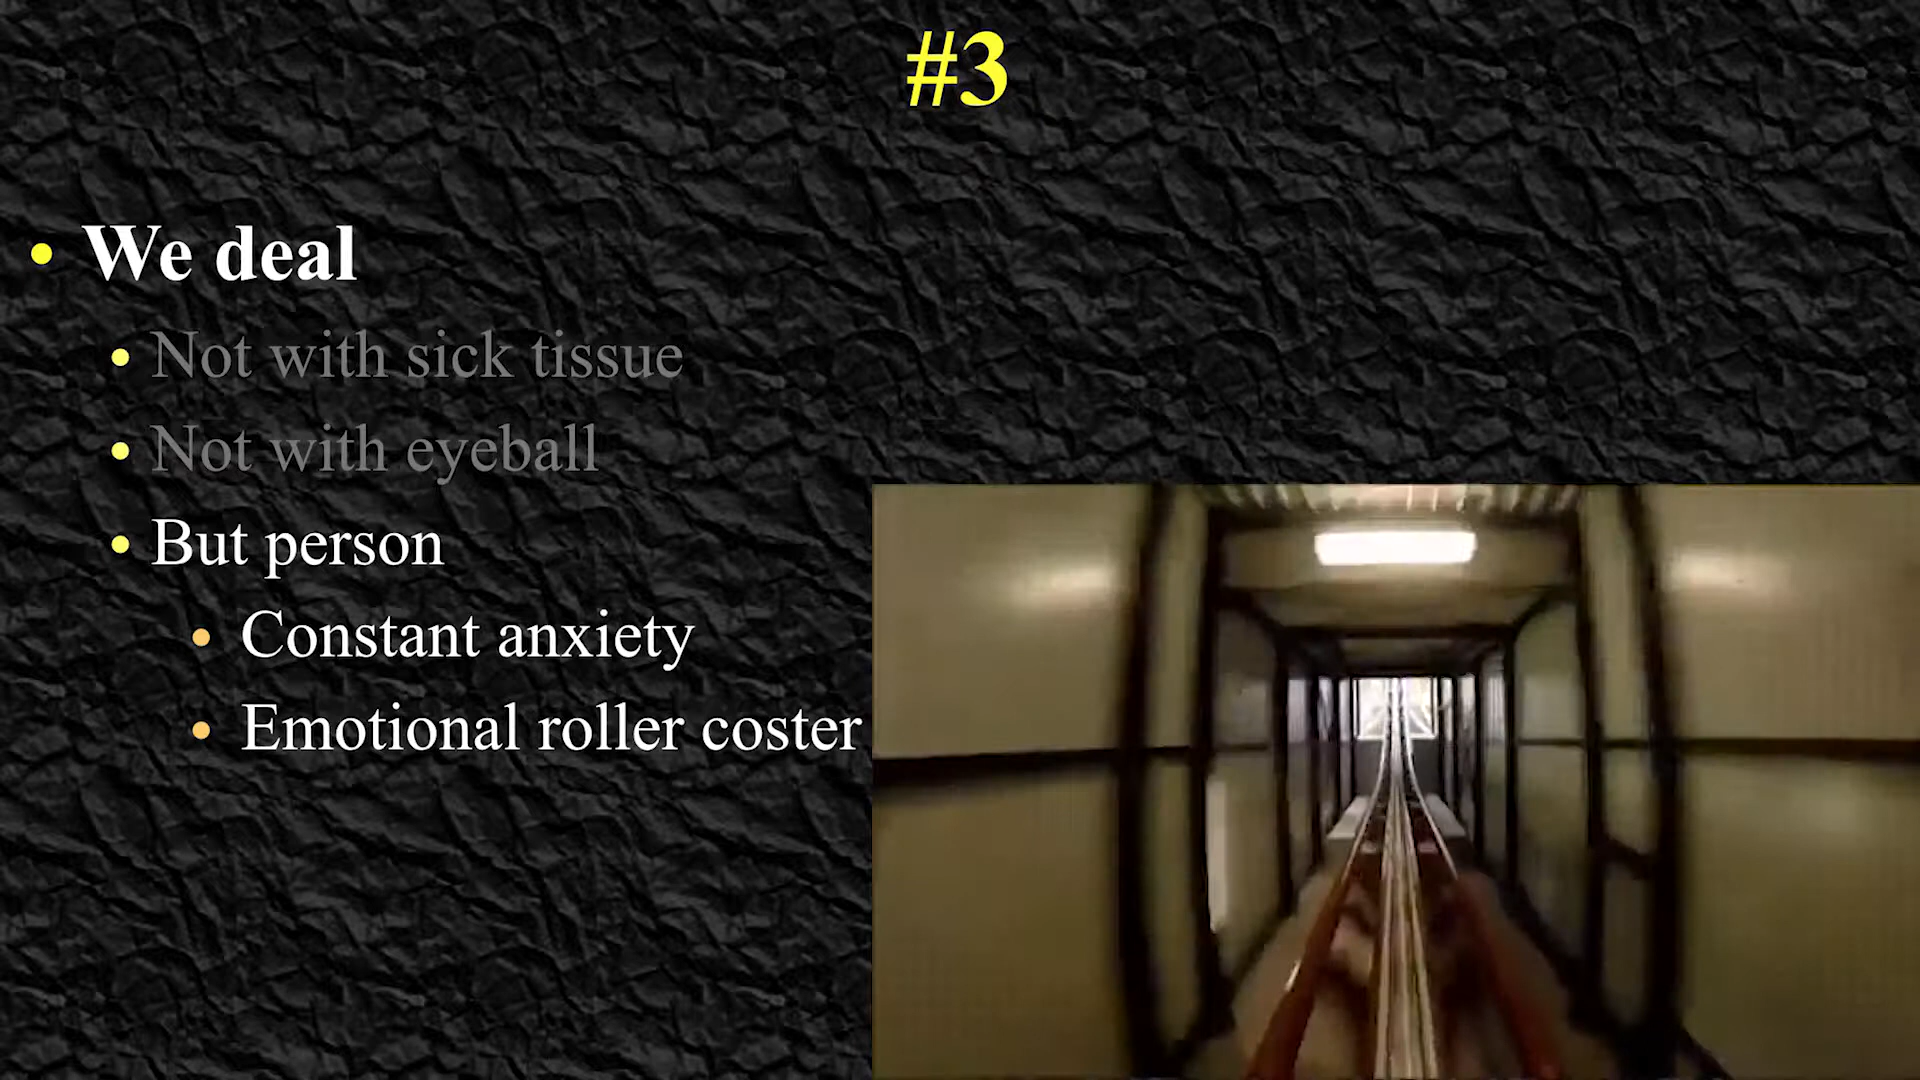 #3
• We deal
• Not with sick tissue
• Not with eyeball
• But person
• Constant anxiety
• Emotional roller coster